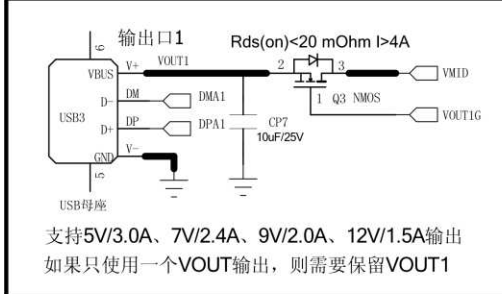 输出口1
Rds(on)<20 mOhm I>4A
6
VBUS V+ VOUT1 2 3 VMID
D- DM DMA1
1 Q3 NMOS VOUT1G
USB3
D+ DP DPA1 CP7
10uF/25V
GND V-
5
USB母座
支持5V/3.0A、7V/2.4A、9V/2.0A、12V/1.5A输出
如果只使用一个VOUT输出，则需要保留VOUT1